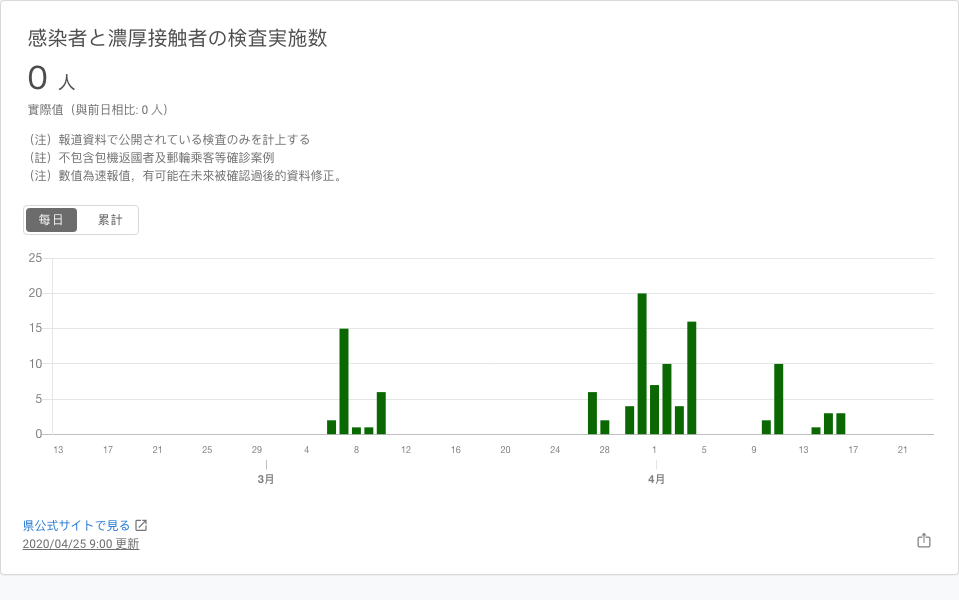 感染者と濃厚接触者の検査実施数
0 人
實際值（與前日相比: 0 人）
（注）報道資料で公開されている検査のみを計上する
（註）不包含包機返國者及郵輪乘客等確診案例
（注）數值為速報值，有可能在未來被確認過後的資料修正。
每日 累計
25
20
15
10
5
0
13 17 21 25 29 4 8 12 16 20 24 28 1 5 9 13 17 21
3月 4月
県公式サイトで見る
2020/04/25 9:00 更新